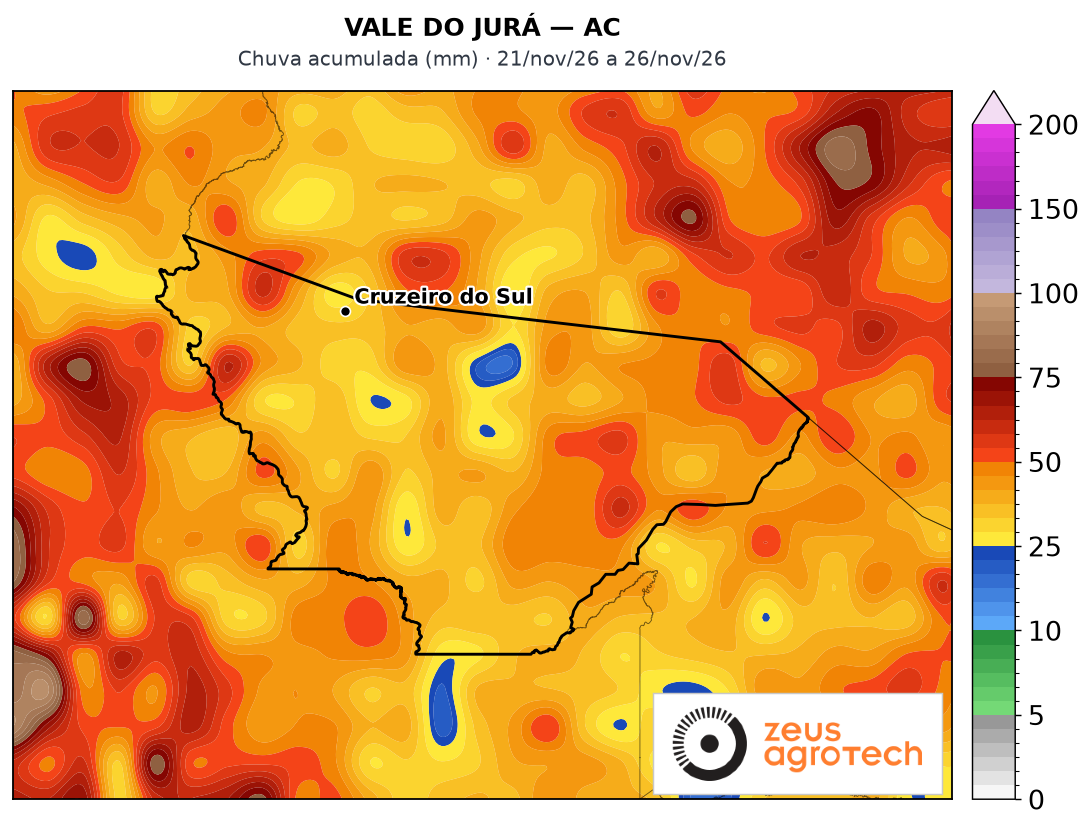 VALE DO JURÁ — AC
Chuva acumulada (mm) · 21/nov/26 a 26/nov/26
Cruzeiro do Sul
200
150
100
75
50
25
10
5
0
zeus
agrotech